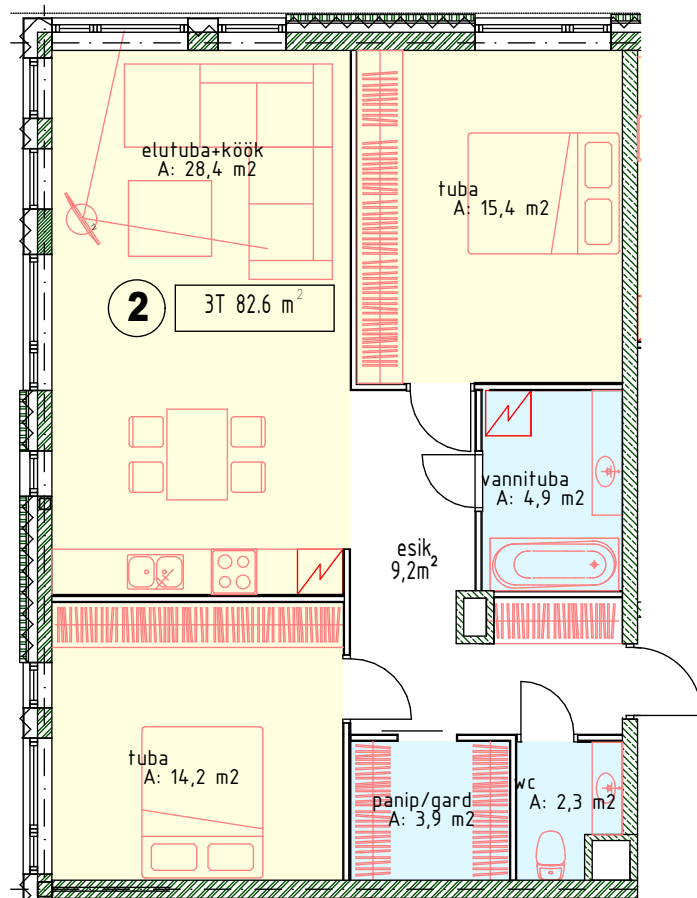 elutuba+köök
A: 28,4 m2
tuba
A: 15,4 m2
2
3T 82.6 m²
vannituba
A: 4,9 m2
esik
9,2m²
tuba
A: 14,2 m2
panip/gard
A: 3,9 m2
wc
A: 2,3 m2